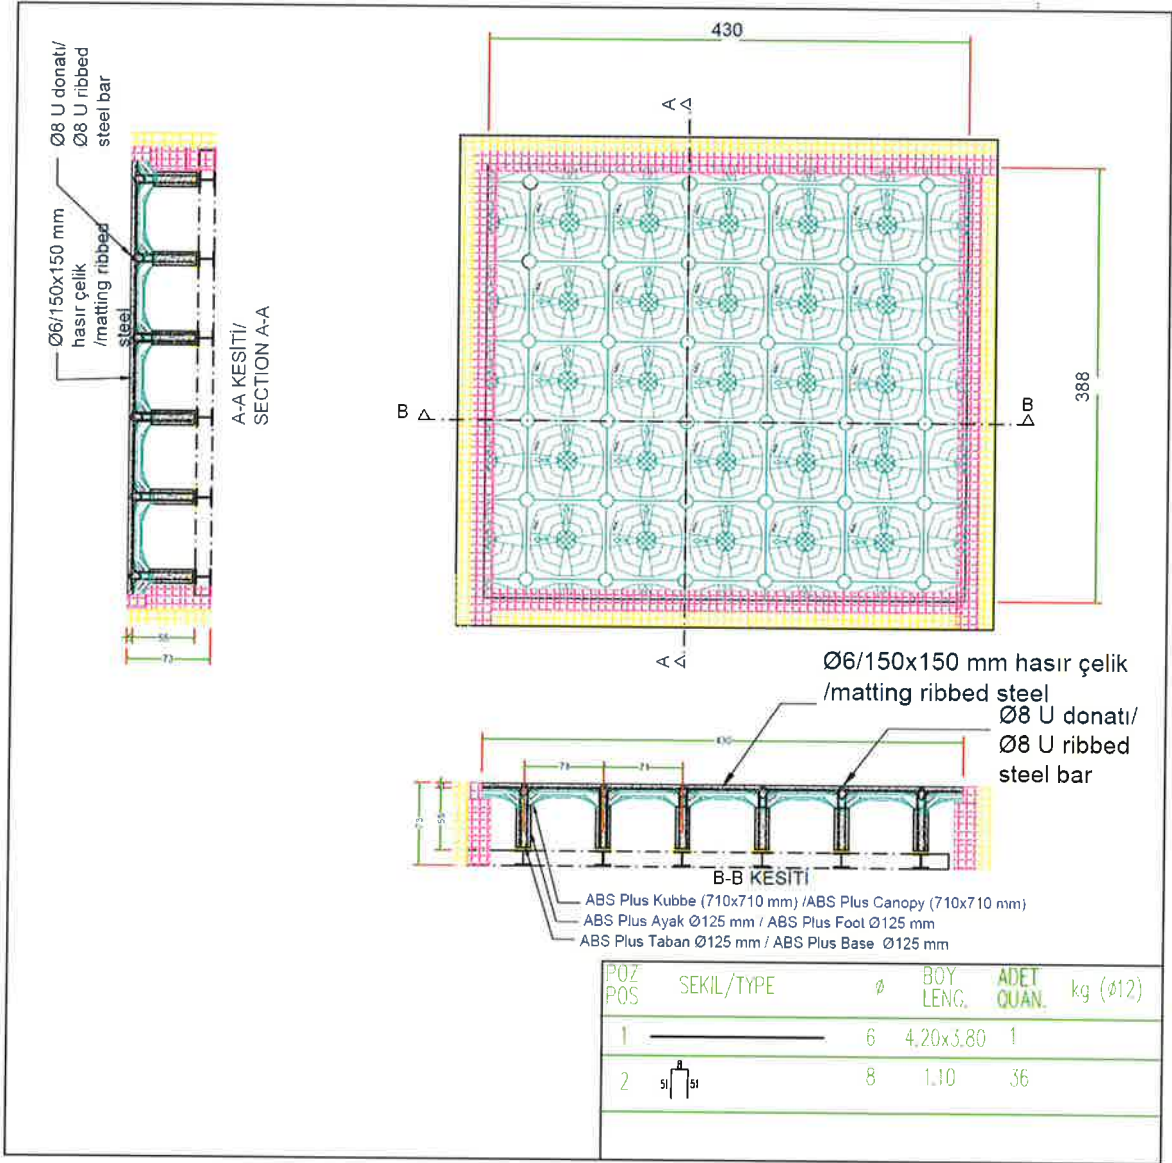 430
A
Ø8 U donatı/
Ø8 U ribbed
steel bar
Ø6/150x150 mm
hasır çelik
/matting ribbed
steel
A-A KESİTİ/
SECTION A-A
55
73
B
B
388
A
Ø6/150x150 mm hasır çelik
/matting ribbed steel
Ø8 U donatı/
Ø8 U ribbed
steel bar
430
71
71
73
55
B-B KESİTİ
ABS Plus Kubbe (710x710 mm) /ABS Plus Canopy (710x710 mm)
ABS Plus Ayak Ø125 mm / ABS Plus Foot Ø125 mm
ABS Plus Taban Ø125 mm / ABS Plus Base Ø125 mm
POZ SEKIL/TYPE ø BOY ADET kg (ø12)
POS LENG. QUAN.
1 6 4.20x3.80 1
8
2 51 51 8 1.10 36